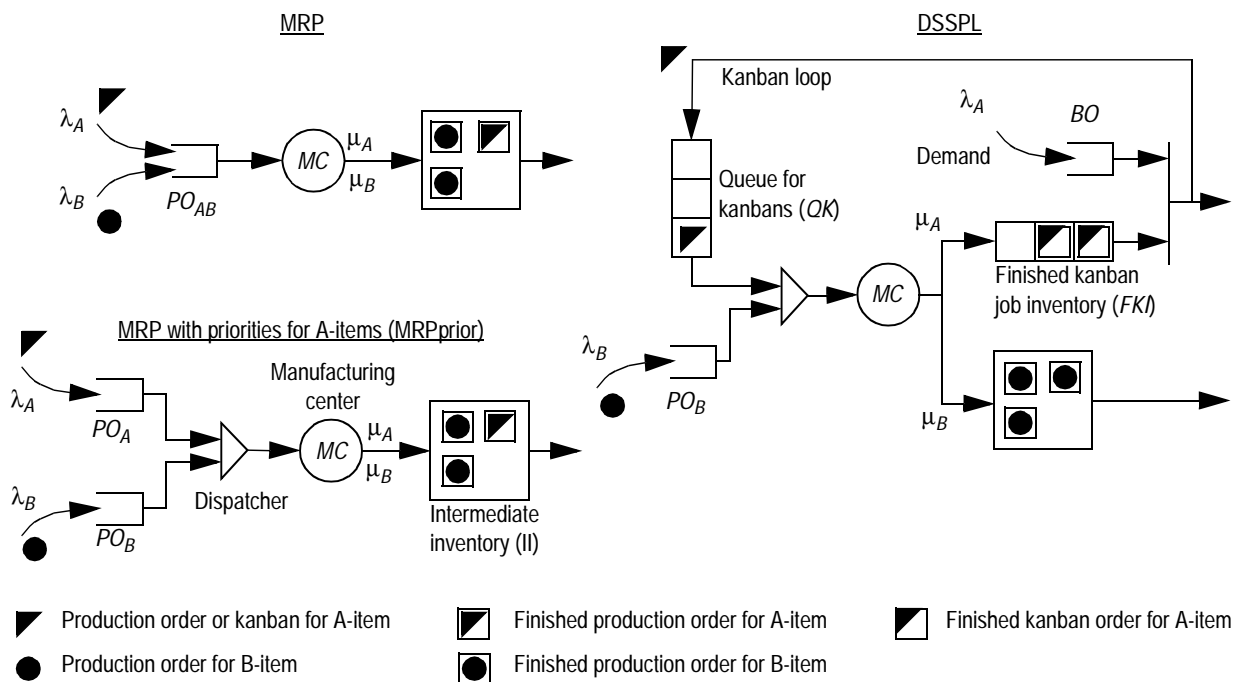 MRP
λA
λB
POAB
MC
μA
μB
MRP with priorities for A-items (MRPprior)
λA
POA
λB
POB
Dispatcher
Manufacturing
center
MC
μA
μB
Intermediate
inventory (II)
DSSPL
Kanban loop
Queue for
kanbans (QK)
λA
Demand
BO
μA
MC
Finished kanban
job inventory (FKI)
λB
POB
μB
Production order or kanban for A-item
Finished production order for A-item
Finished kanban order for A-item
Production order for B-item
Finished production order for B-item